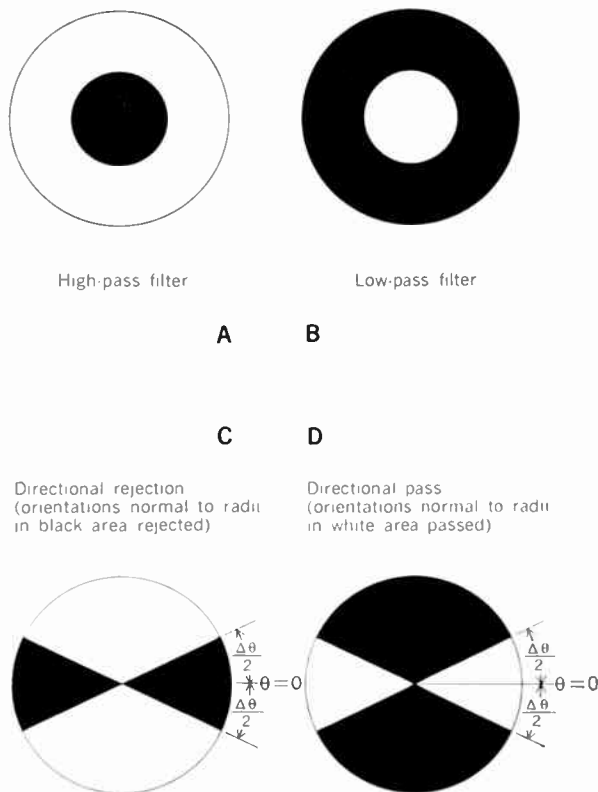 High-pass filter
Low-pass filter
A
B
C
D
Directional rejection
(orientations normal to radii
in black area rejected)
Directional pass
(orientations normal to radii
in white area passed)
Δθ
2
θ=0
Δθ
2
Δθ
2
θ=0
Δθ
2